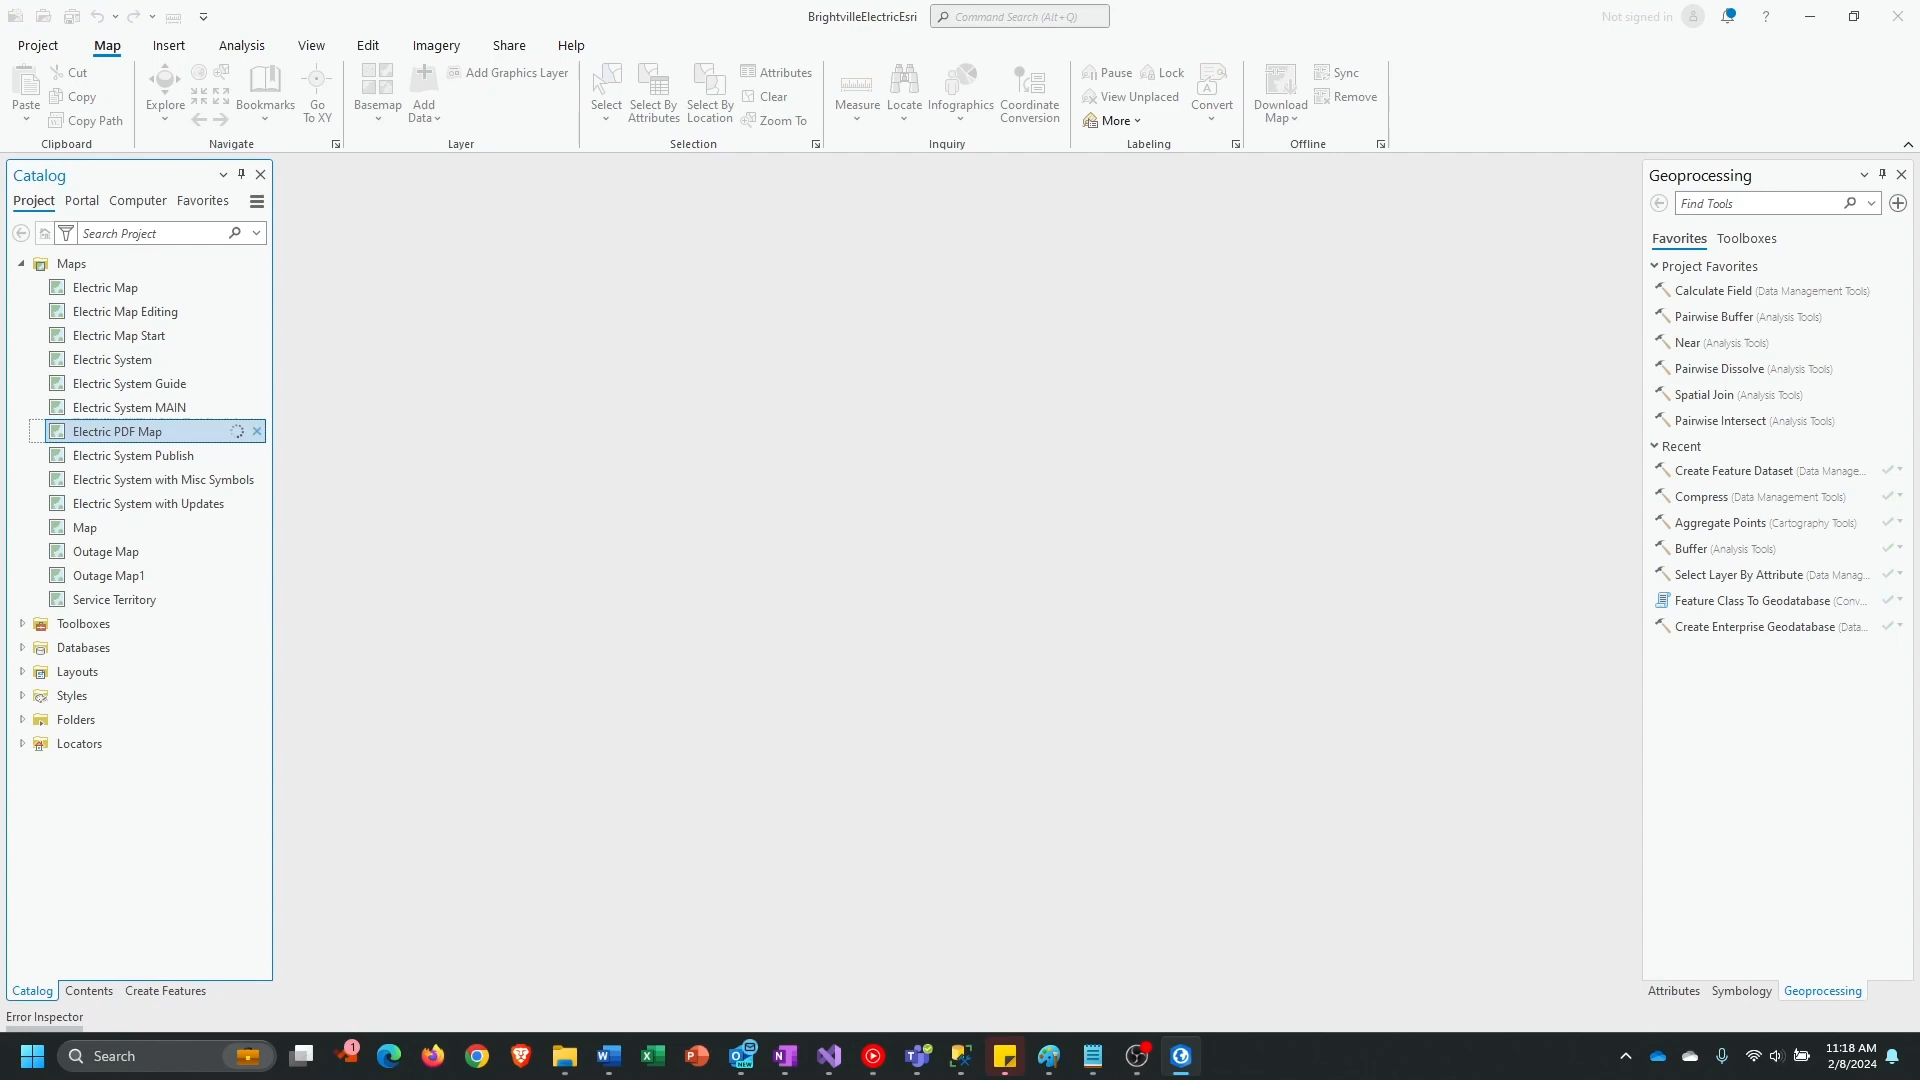 BrightvilleElectricEsri
Command Search (Alt+Q)
Not signed in
?
Project
Map
Insert
Analysis
View
Edit
Imagery
Share
Help
Paste
Cut
Copy
Copy Path
Clipboard
Explore
Bookmarks
Go
To XY
Navigate
Basemap
Add
Data
Add Graphics Layer
Layer
Select
Select By
Attributes
Select By
Location
Attributes
Clear
Zoom To
Selection
Measure
Locate
Infographics
Coordinate
Conversion
Inquiry
Pause
Lock
View Unplaced
More
Convert
Labeling
Download
Map
Sync
Remove
Offline
Catalog
Project
Portal
Computer
Favorites
Search Project
Maps
Electric Map
Electric Map Editing
Electric Map Start
Electric System
Electric System Guide
Electric System MAIN
Electric PDF Map
Electric System Publish
Electric System with Misc Symbols
Electric System with Updates
Map
Outage Map
Outage Map1
Service Territory
Toolboxes
Databases
Layouts
Styles
Folders
Locators
Catalog
Contents
Create Features
Error Inspector
Geoprocessing
Find Tools
Favorites
Toolboxes
Project Favorites
Calculate Field (Data Management Tools)
Pairwise Buffer (Analysis Tools)
Near (Analysis Tools)
Pairwise Dissolve (Analysis Tools)
Spatial Join (Analysis Tools)
Pairwise Intersect (Analysis Tools)
Recent
Create Feature Dataset (Data Manage...
Compress (Data Management Tools)
Aggregate Points (Cartography Tools)
Buffer (Analysis Tools)
Select Layer By Attribute (Data Manag...
Feature Class To Geodatabase (Conv...
Create Enterprise Geodatabase (Data...
Attributes
Symbology
Geoprocessing
Search
1
NEW
11:18 AM
2/8/2024